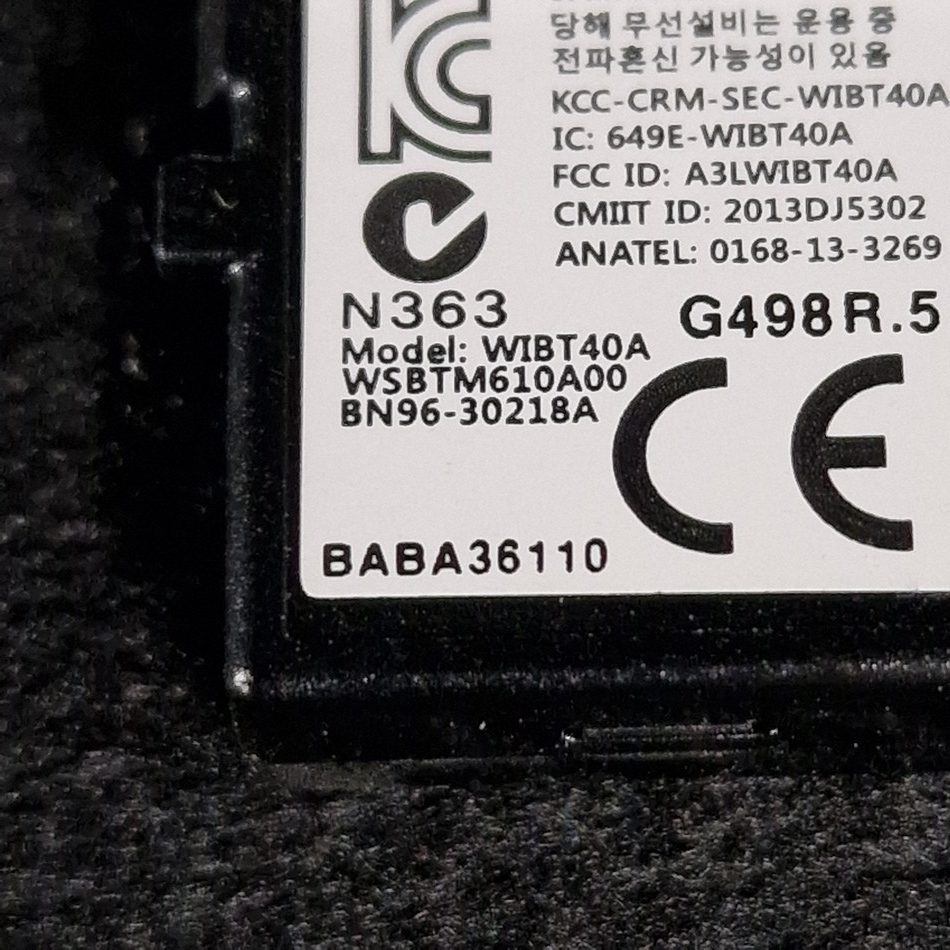 당해 무선설비는 운용 중
전파혼신 가능성이 있음
KCC-CRM-SEC-WIBT40A
IC: 649E-WIBT40A
FCC ID: A3LWIBT40A
CMIIT ID: 2013DJ5302
ANATEL: 0168-13-3269
N363
G498R.5
Model: WIBT40A
WSBTM610A00
BN96-30218A
CE
BABA36110